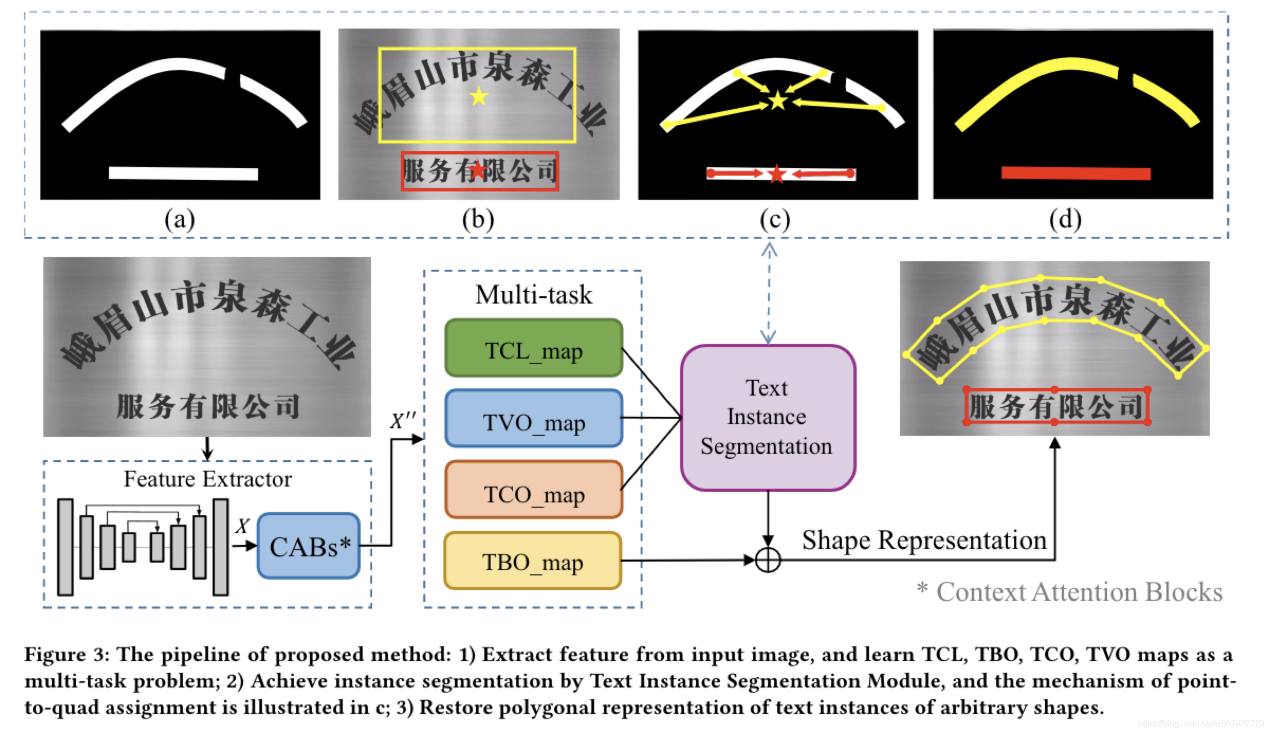 峨眉山市泉森工业
服务有限公司
(a)
(b)
(c)
(d)
峨眉山市泉森工业
服务有限公司
Feature Extractor
X
CABs*
X''
Multi-task
TCL_map
TVO_map
TCO_map
TBO_map
Text
Instance
Segmentation
Shape Representation
峨眉山市泉森工业
服务有限公司
* Context Attention Blocks
Figure 3: The pipeline of proposed method: 1) Extract feature from input image, and learn TCL, TBO, TCO, TVO maps as a
multi-task problem; 2) Achieve instance segmentation by Text Instance Segmentation Module, and the mechanism of point-
to-quad assignment is illustrated in c; 3) Restore polygonal representation of text instances of arbitrary shapes.